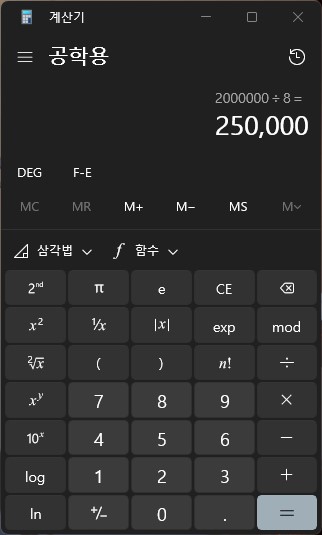 계산기
공학용
2000000 ÷ 8 =
250,000
DEG F-E
MC MR M+ M− MS M˅
삼각법 f 함수
2ⁿᵈ π e CE
x² ¹⁄x |x| exp mod
²√x ( ) n! ÷
xʸ 7 8 9 ×
10ˣ 4 5 6 −
log 1 2 3 +
ln +/− 0 . =